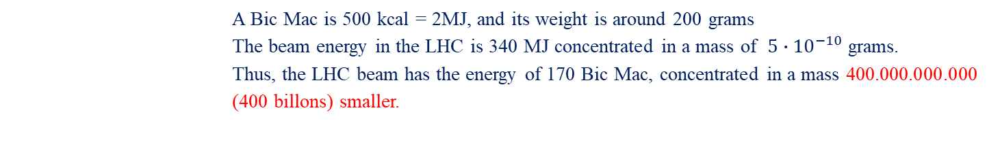 A Bic Mac is 500 kcal = 2MJ, and its weight is around 200 grams
The beam energy in the LHC is 340 MJ concentrated in a mass of 5 · 10⁻¹⁰ grams.
Thus, the LHC beam has the energy of 170 Bic Mac, concentrated in a mass 400.000.000.000
(400 billons) smaller.